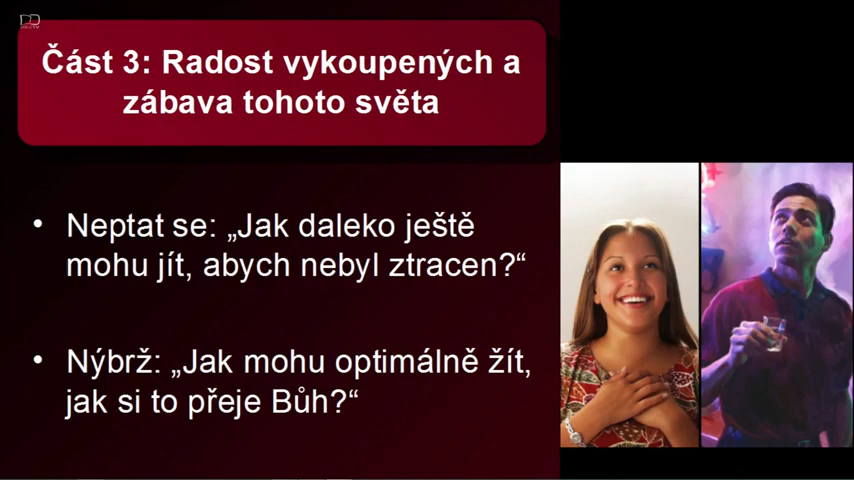 Část 3: Radost vykoupených a
zábava tohoto světa
• Neptat se: „Jak daleko ještě
mohu jít, abych nebyl ztracen?“
• Nýbrž: „Jak mohu optimálně žít,
jak si to přeje Bůh?“